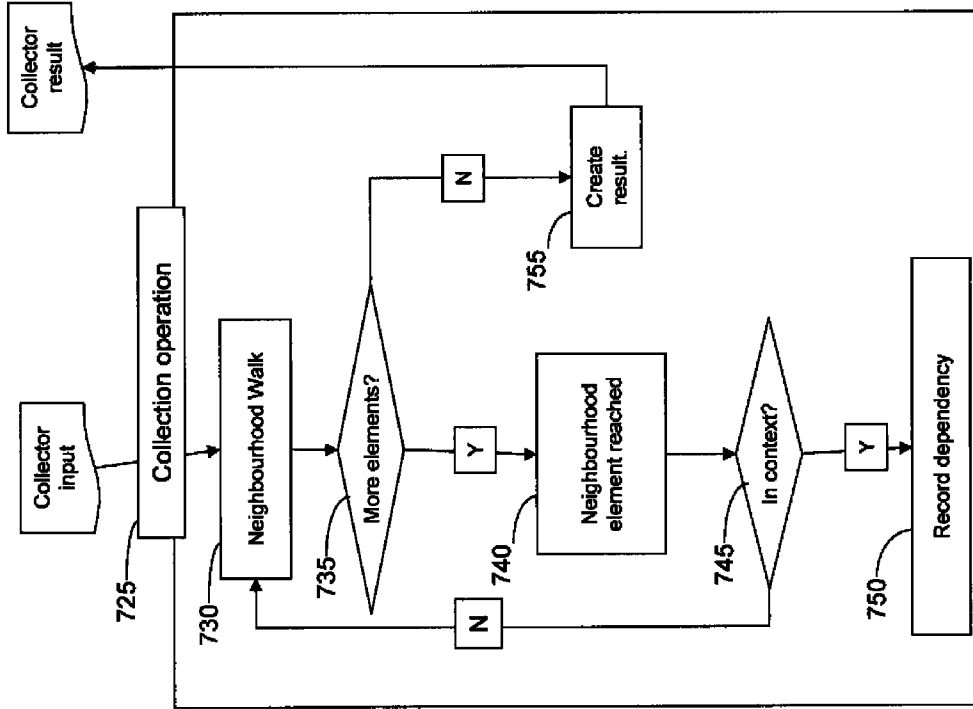 Collector
input
Collector
result
725
Collection operation
730
Neighbourhood Walk
735
More elements?
N
Y
755
Create
result.
740
Neighbourhood
element reached
N
745
In context?
Y
750
Record dependency